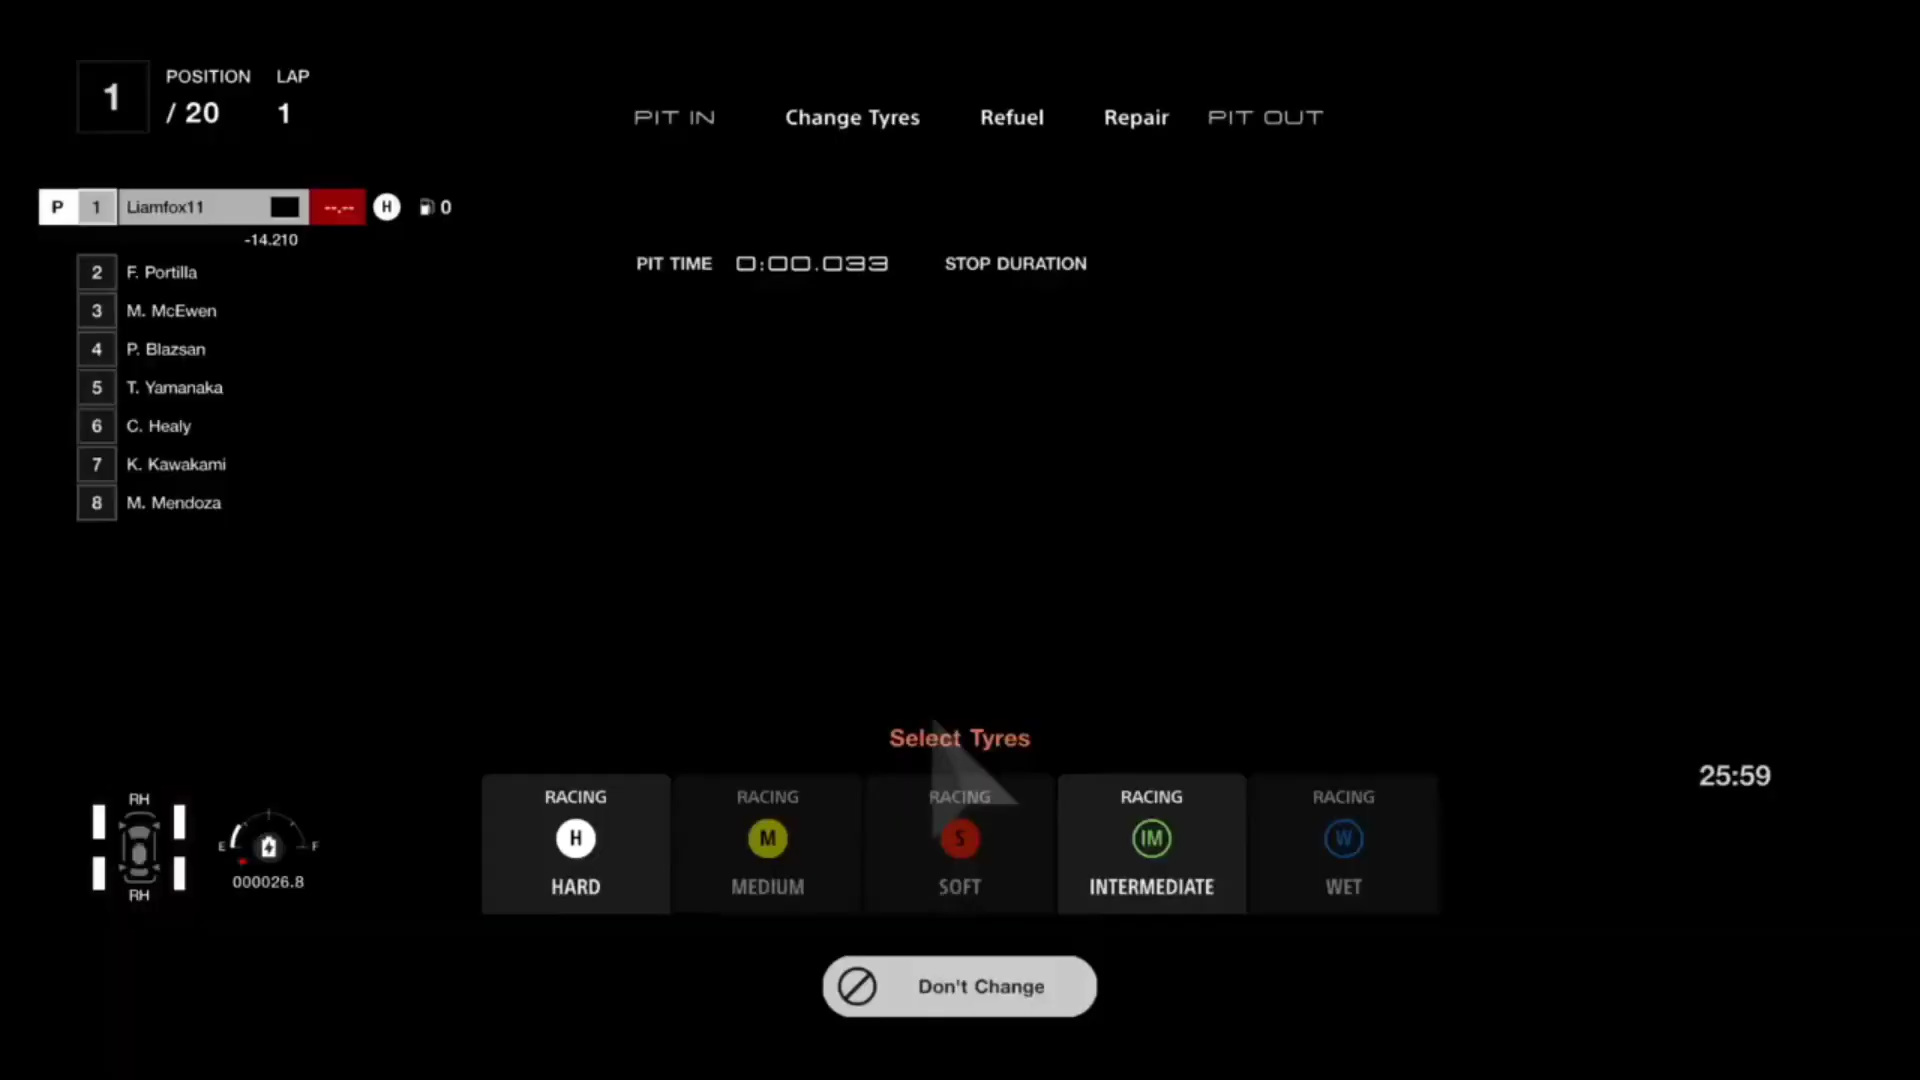 1
POSITION LAP
/ 20 1
PIT IN Change Tyres Refuel Repair PIT OUT
P 1 Liamfox11 --.-- H 0
-14.210
PIT TIME 0:00.033 STOP DURATION
2 F. Portilla
3 M. McEwen
4 P. Blazsan
5 T. Yamanaka
6 C. Healy
7 K. Kawakami
8 M. Mendoza
Select Tyres
25:59
RH
RH
E F
000026.8
RACING H HARD
RACING M MEDIUM
RACING S SOFT
RACING IM INTERMEDIATE
RACING W WET
Don't Change